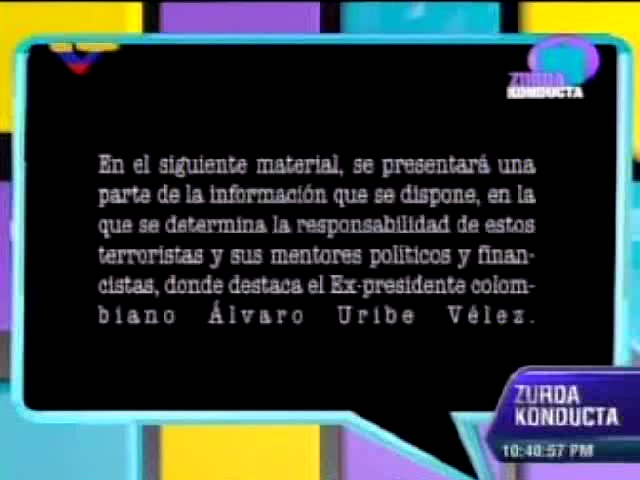 ZURDA
KONDUCTA
En el siguiente material, se presentará una
parte de la información que se dispone, en la
que se determina la responsabilidad de estos
terroristas y sus mentores políticos y finan-
cistas, donde destaca el Ex-presidente colom-
biano Álvaro Uribe Vélez.
ZURDA
KONDUCTA
10:40:57 PM